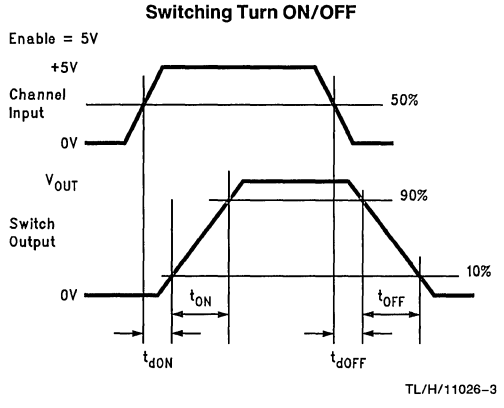 Switching Turn ON/OFF
Enable = 5V
+5V
Channel
Input
50%
0V
VOUT
90%
Switch
Output
10%
0V
tON
tOFF
tdON
tdOFF
TL/H/11026–3